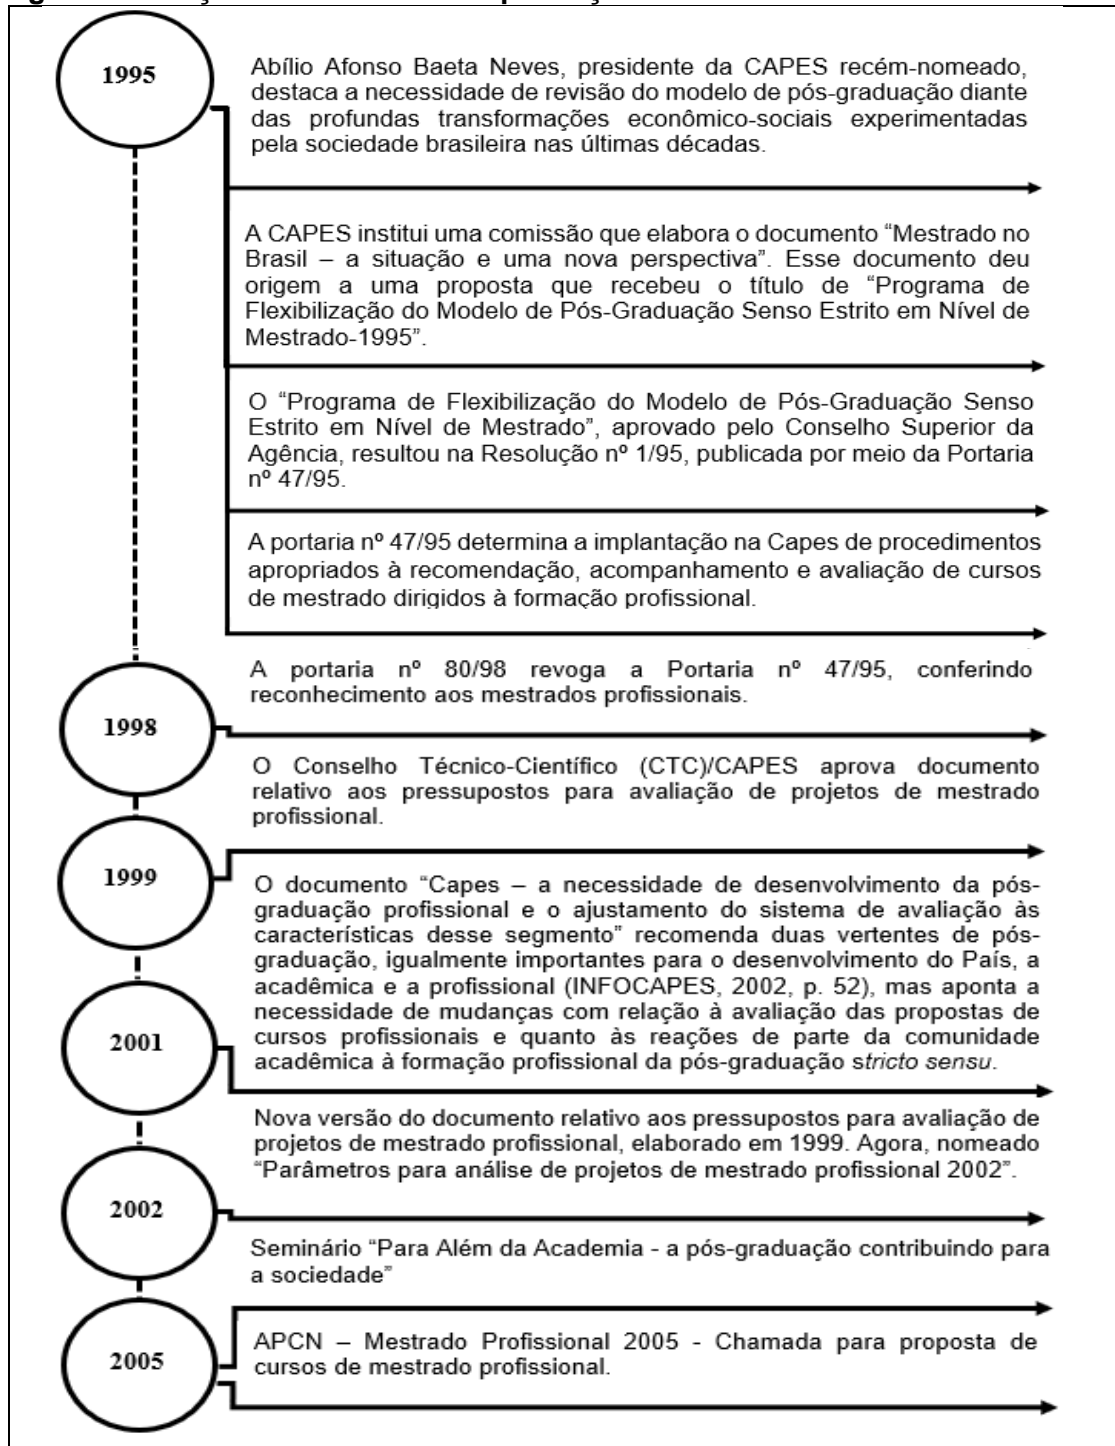 1995
Abílio Afonso Baeta Neves, presidente da CAPES recém-nomeado,
destaca a necessidade de revisão do modelo de pós-graduação diante
das profundas transformações econômico-sociais experimentadas
pela sociedade brasileira nas últimas décadas.
A CAPES institui uma comissão que elabora o documento “Mestrado no
Brasil – a situação e uma nova perspectiva”. Esse documento deu
origem a uma proposta que recebeu o título de “Programa de
Flexibilização do Modelo de Pós-Graduação Senso Estrito em Nível de
Mestrado-1995”.
O “Programa de Flexibilização do Modelo de Pós-Graduação Senso
Estrito em Nível de Mestrado”, aprovado pelo Conselho Superior da
Agência, resultou na Resolução nº 1/95, publicada por meio da Portaria
nº 47/95.
A portaria nº 47/95 determina a implantação na Capes de procedimentos
apropriados à recomendação, acompanhamento e avaliação de cursos
de mestrado dirigidos à formação profissional.
1998
A portaria nº 80/98 revoga a Portaria nº 47/95, conferindo
reconhecimento aos mestrados profissionais.
1999
O Conselho Técnico-Científico (CTC)/CAPES aprova documento
relativo aos pressupostos para avaliação de projetos de mestrado
profissional.
2001
O documento “Capes – a necessidade de desenvolvimento da pós-
graduação profissional e o ajustamento do sistema de avaliação às
características desse segmento” recomenda duas vertentes de pós-
graduação, igualmente importantes para o desenvolvimento do País, a
acadêmica e a profissional (INFOCAPES, 2002, p. 52), mas aponta a
necessidade de mudanças com relação à avaliação das propostas de
cursos profissionais e quanto às reações de parte da comunidade
acadêmica à formação profissional da pós-graduação stricto sensu.
2002
Nova versão do documento relativo aos pressupostos para avaliação de
projetos de mestrado profissional, elaborado em 1999. Agora, nomeado
“Parâmetros para análise de projetos de mestrado profissional 2002”.
2005
Seminário “Para Além da Academia - a pós-graduação contribuindo para
a sociedade”
APCN – Mestrado Profissional 2005 - Chamada para proposta de
cursos de mestrado profissional.